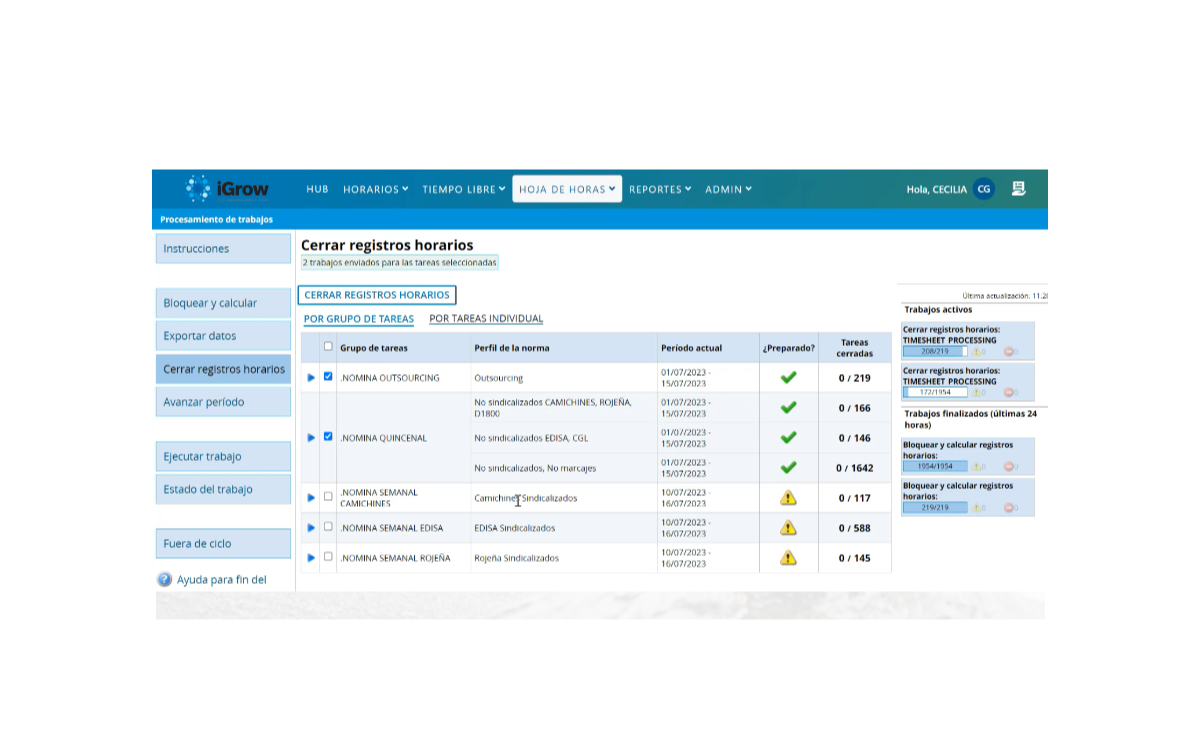 iGrow
HUB HORARIOS TIEMPO LIBRE HOJA DE HORAS REPORTES ADMIN
Hola, CECILIA CG
Procesamiento de trabajos
Instrucciones
Bloquear y calcular
Exportar datos
Cerrar registros horarios
Avanzar período
Ejecutar trabajo
Estado del trabajo
Fuera de ciclo
Ayuda para fin del
Cerrar registros horarios
2 trabajos enviados para las tareas seleccionadas
CERRAR REGISTROS HORARIOS
POR GRUPO DE TAREAS POR TAREAS INDIVIDUAL
Grupo de tareas Perfil de la norma Período actual ¿Preparado? Tareas
cerradas
.NOMINA OUTSOURCING Outsourcing 01/07/2023 -
15/07/2023 0 / 219
No sindicalizados CAMICHINES, ROJEÑA,
D1800 01/07/2023 -
15/07/2023 0 / 166
.NOMINA QUINCENAL No sindicalizados EDISA, CGL 01/07/2023 -
15/07/2023 0 / 146
No sindicalizados, No marcajes 01/07/2023 -
15/07/2023 0 / 1642
.NOMINA SEMANAL
CAMICHINES Camichines Sindicalizados 10/07/2023 -
16/07/2023 0 / 117
.NOMINA SEMANAL EDISA EDISA Sindicalizados 10/07/2023 -
16/07/2023 0 / 588
.NOMINA SEMANAL ROJEÑA Rojeña Sindicalizados 10/07/2023 -
16/07/2023 0 / 145
Última actualización: 11:20
Trabajos activos
Cerrar registros horarios:
TIMESHEET PROCESSING
208/219 0 0
Cerrar registros horarios:
TIMESHEET PROCESSING
172/1954 0 0
Trabajos finalizados (últimas 24
horas)
Bloquear y calcular registros
horarios:
1954/1954 0 0
Bloquear y calcular registros
horarios:
219/219 0 0